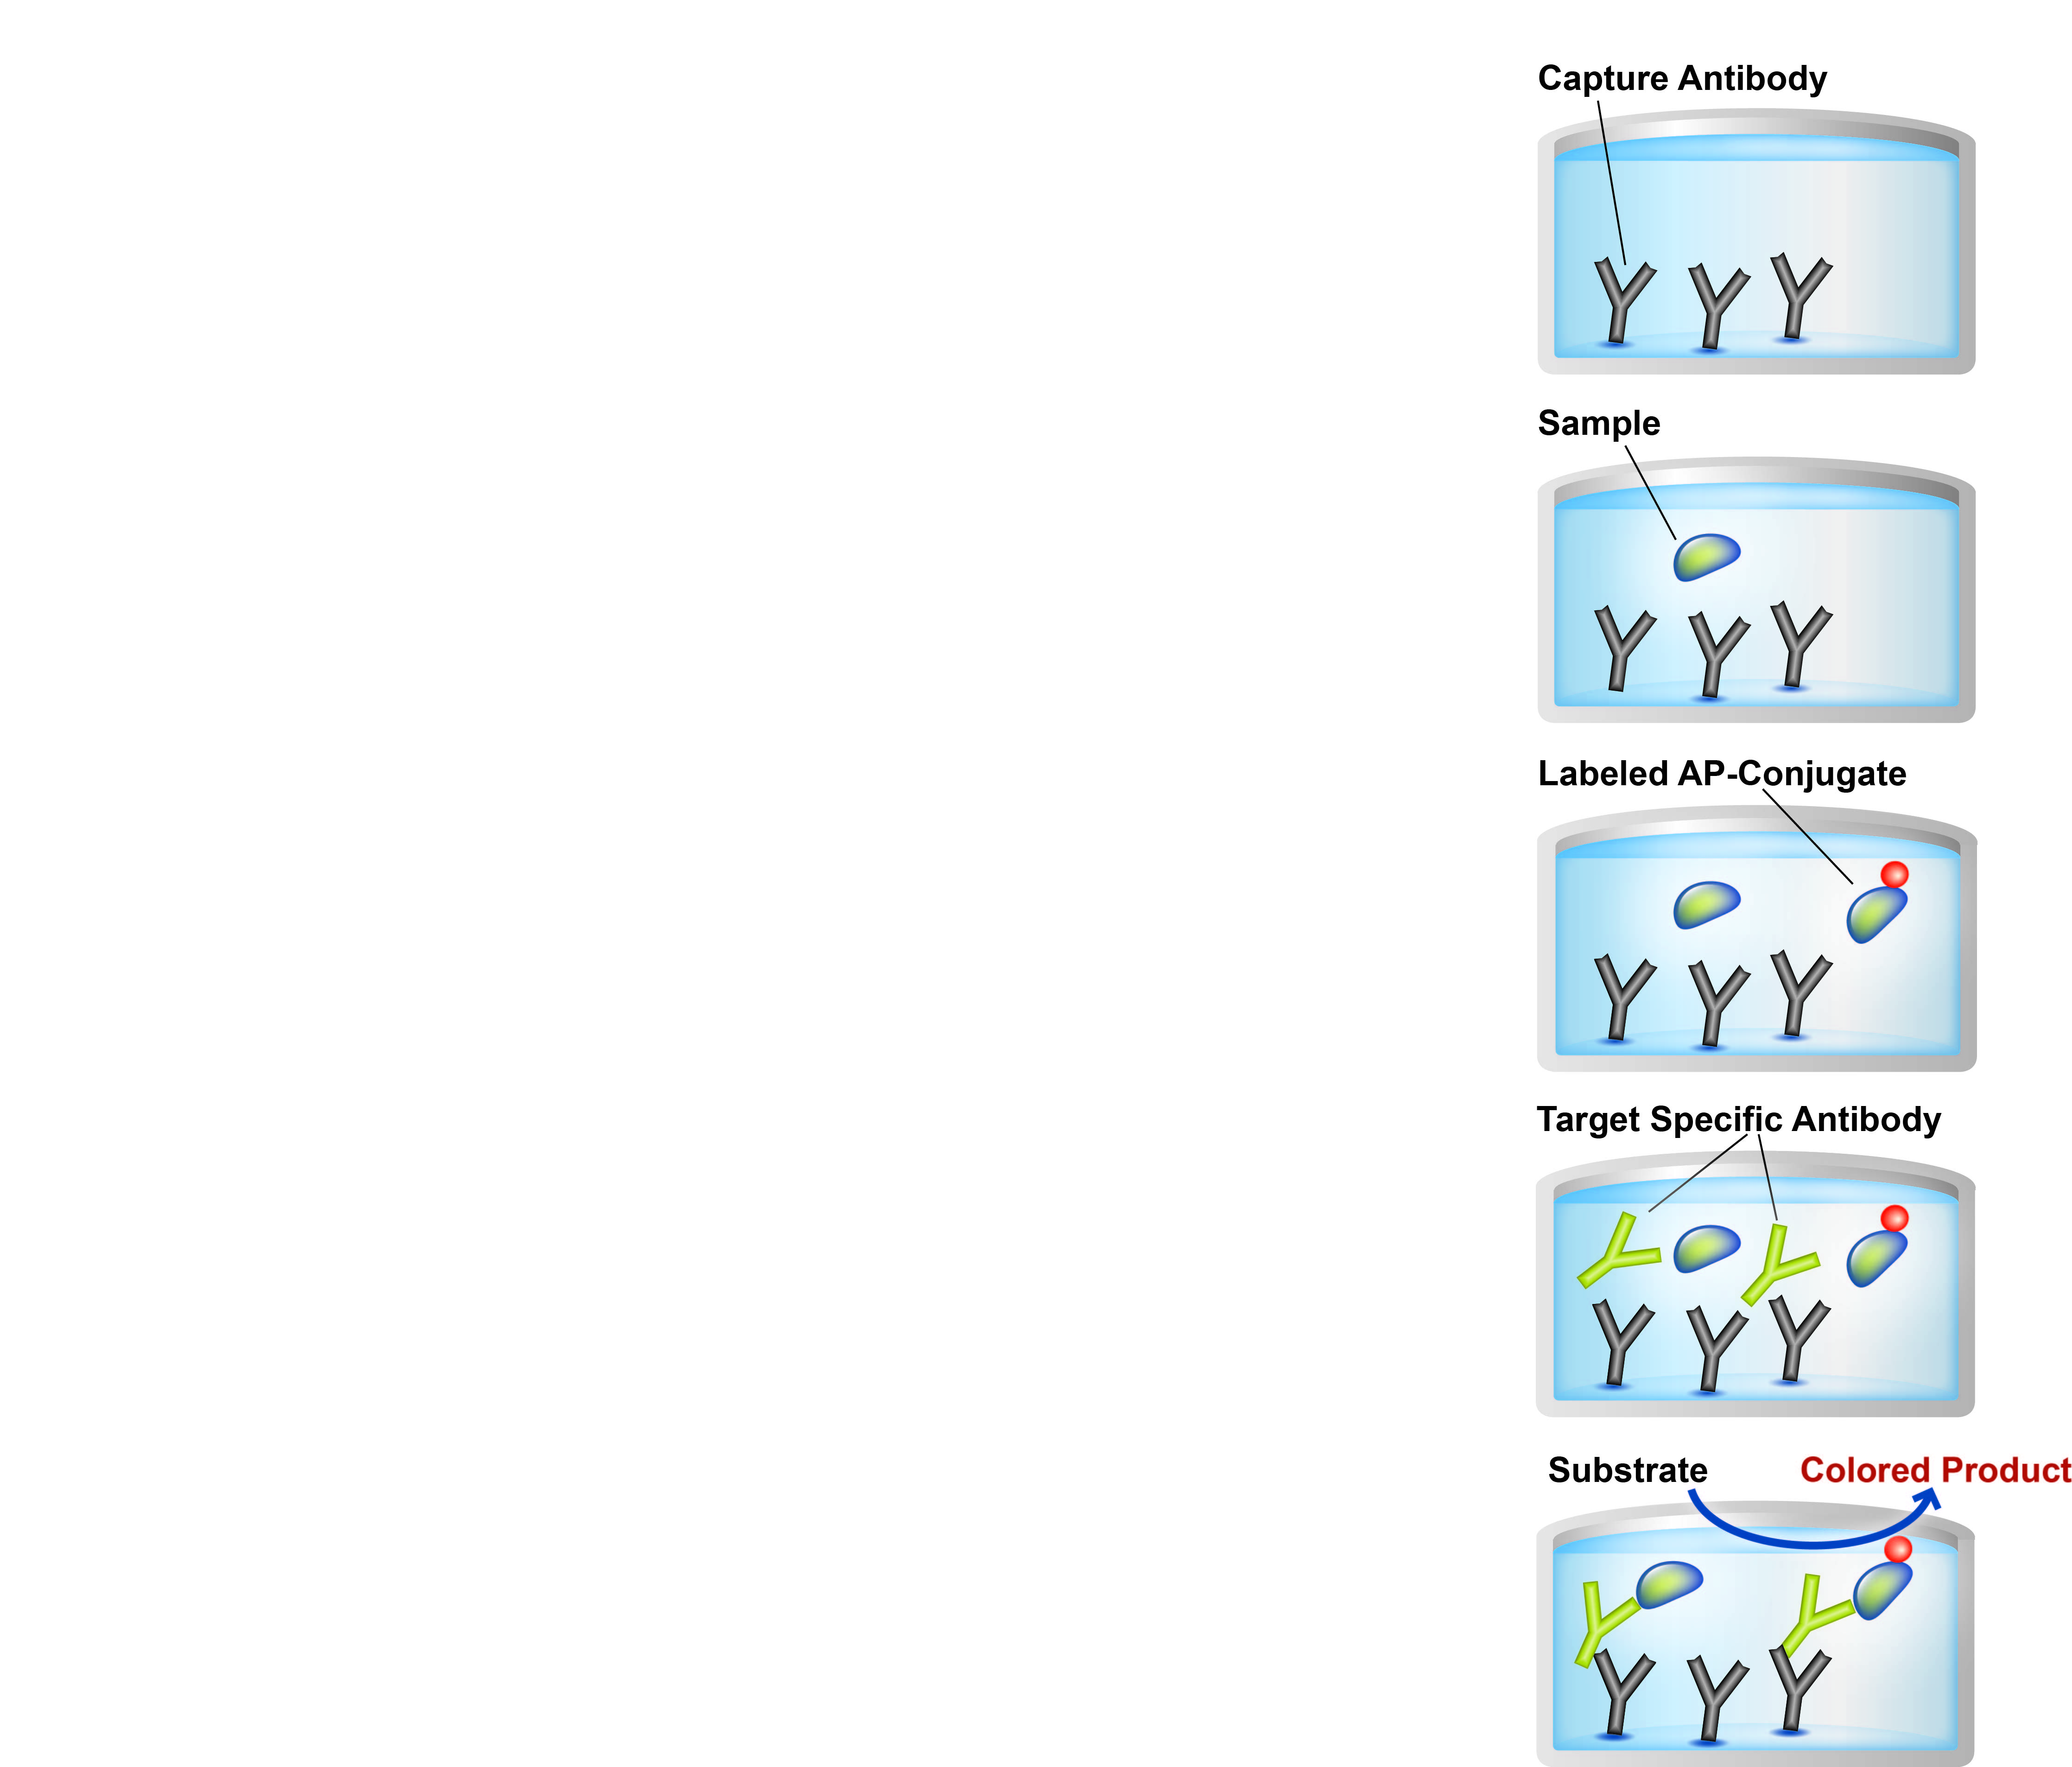 Capture Antibody
Sample
Labeled AP-Conjugate
Target Specific Antibody
Substrate
Colored Product